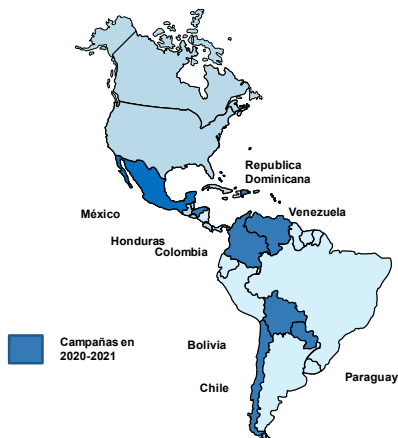 Republica
Dominicana
México
Venezuela
Honduras
Colombia
Campañas en
2020-2021
Bolivia
Paraguay
Chile